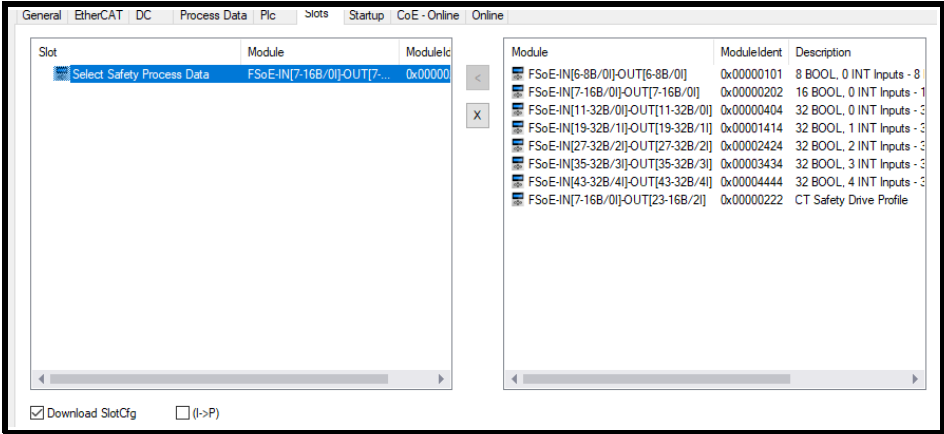 General EtherCAT DC Process Data Plc Slots Startup CoE - Online Online
Slot Module ModuleIc
Select Safety Process Data FSoE-IN[7-16B/0I]-OUT[7-... 0x00000
<
X
Module ModuleIdent Description
FSoE-IN[6-8B/0I]-OUT[6-8B/0I] 0x00000101 8 BOOL, 0 INT Inputs - 8
FSoE-IN[7-16B/0I]-OUT[7-16B/0I] 0x00000202 16 BOOL, 0 INT Inputs - 1
FSoE-IN[11-32B/0I]-OUT[11-32B/0I] 0x00000404 32 BOOL, 0 INT Inputs - 3
FSoE-IN[19-32B/1I]-OUT[19-32B/1I] 0x00001414 32 BOOL, 1 INT Inputs - 3
FSoE-IN[27-32B/2I]-OUT[27-32B/2I] 0x00002424 32 BOOL, 2 INT Inputs - 3
FSoE-IN[35-32B/3I]-OUT[35-32B/3I] 0x00003434 32 BOOL, 3 INT Inputs - 3
FSoE-IN[43-32B/4I]-OUT[43-32B/4I] 0x00004444 32 BOOL, 4 INT Inputs - 3
FSoE-IN[7-16B/0I]-OUT[23-16B/2I] 0x00000222 CT Safety Drive Profile
Download SlotCfg (I->P)